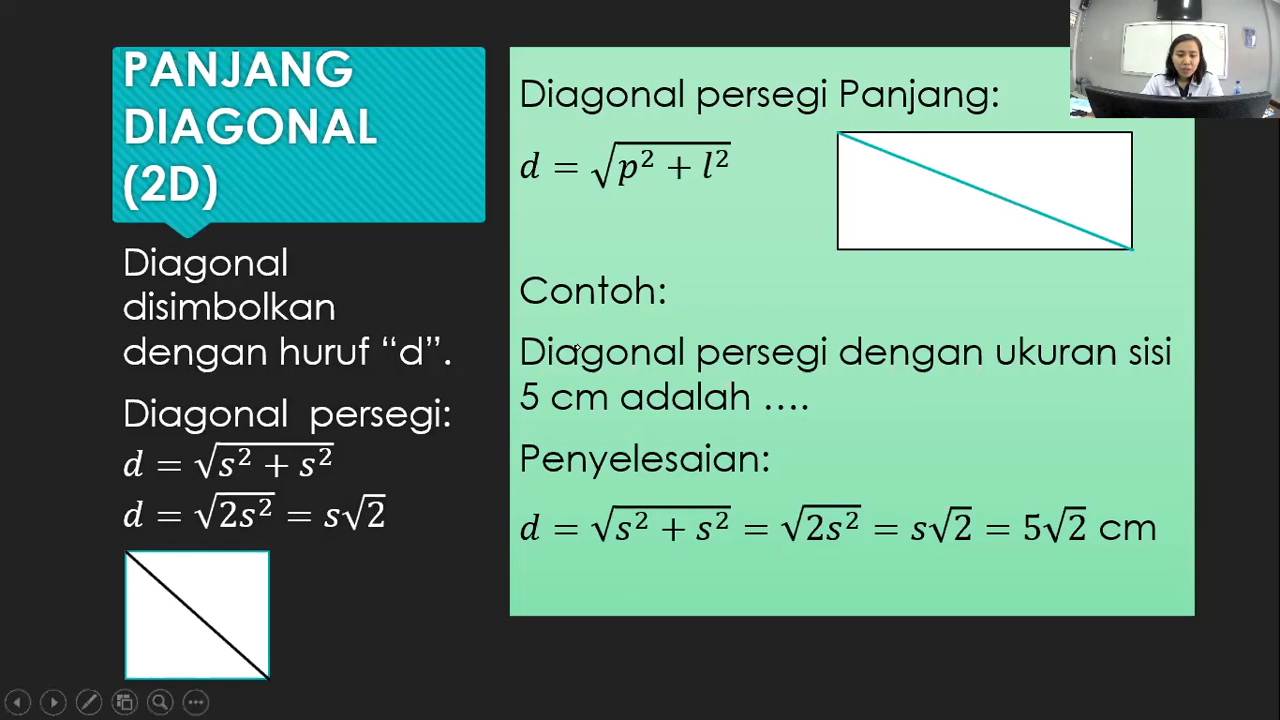 PANJANG
DIAGONAL
(2D)
Diagonal
disimbolkan
dengan huruf “d”.
Diagonal persegi:
d = √(s² + s²)
d = √(2s²) = s√2
Diagonal persegi Panjang:
d = √(p² + l²)
Contoh:
Diagonal persegi dengan ukuran sisi
5 cm adalah ….
Penyelesaian:
d = √(s² + s²) = √(2s²) = s√2 = 5√2 cm